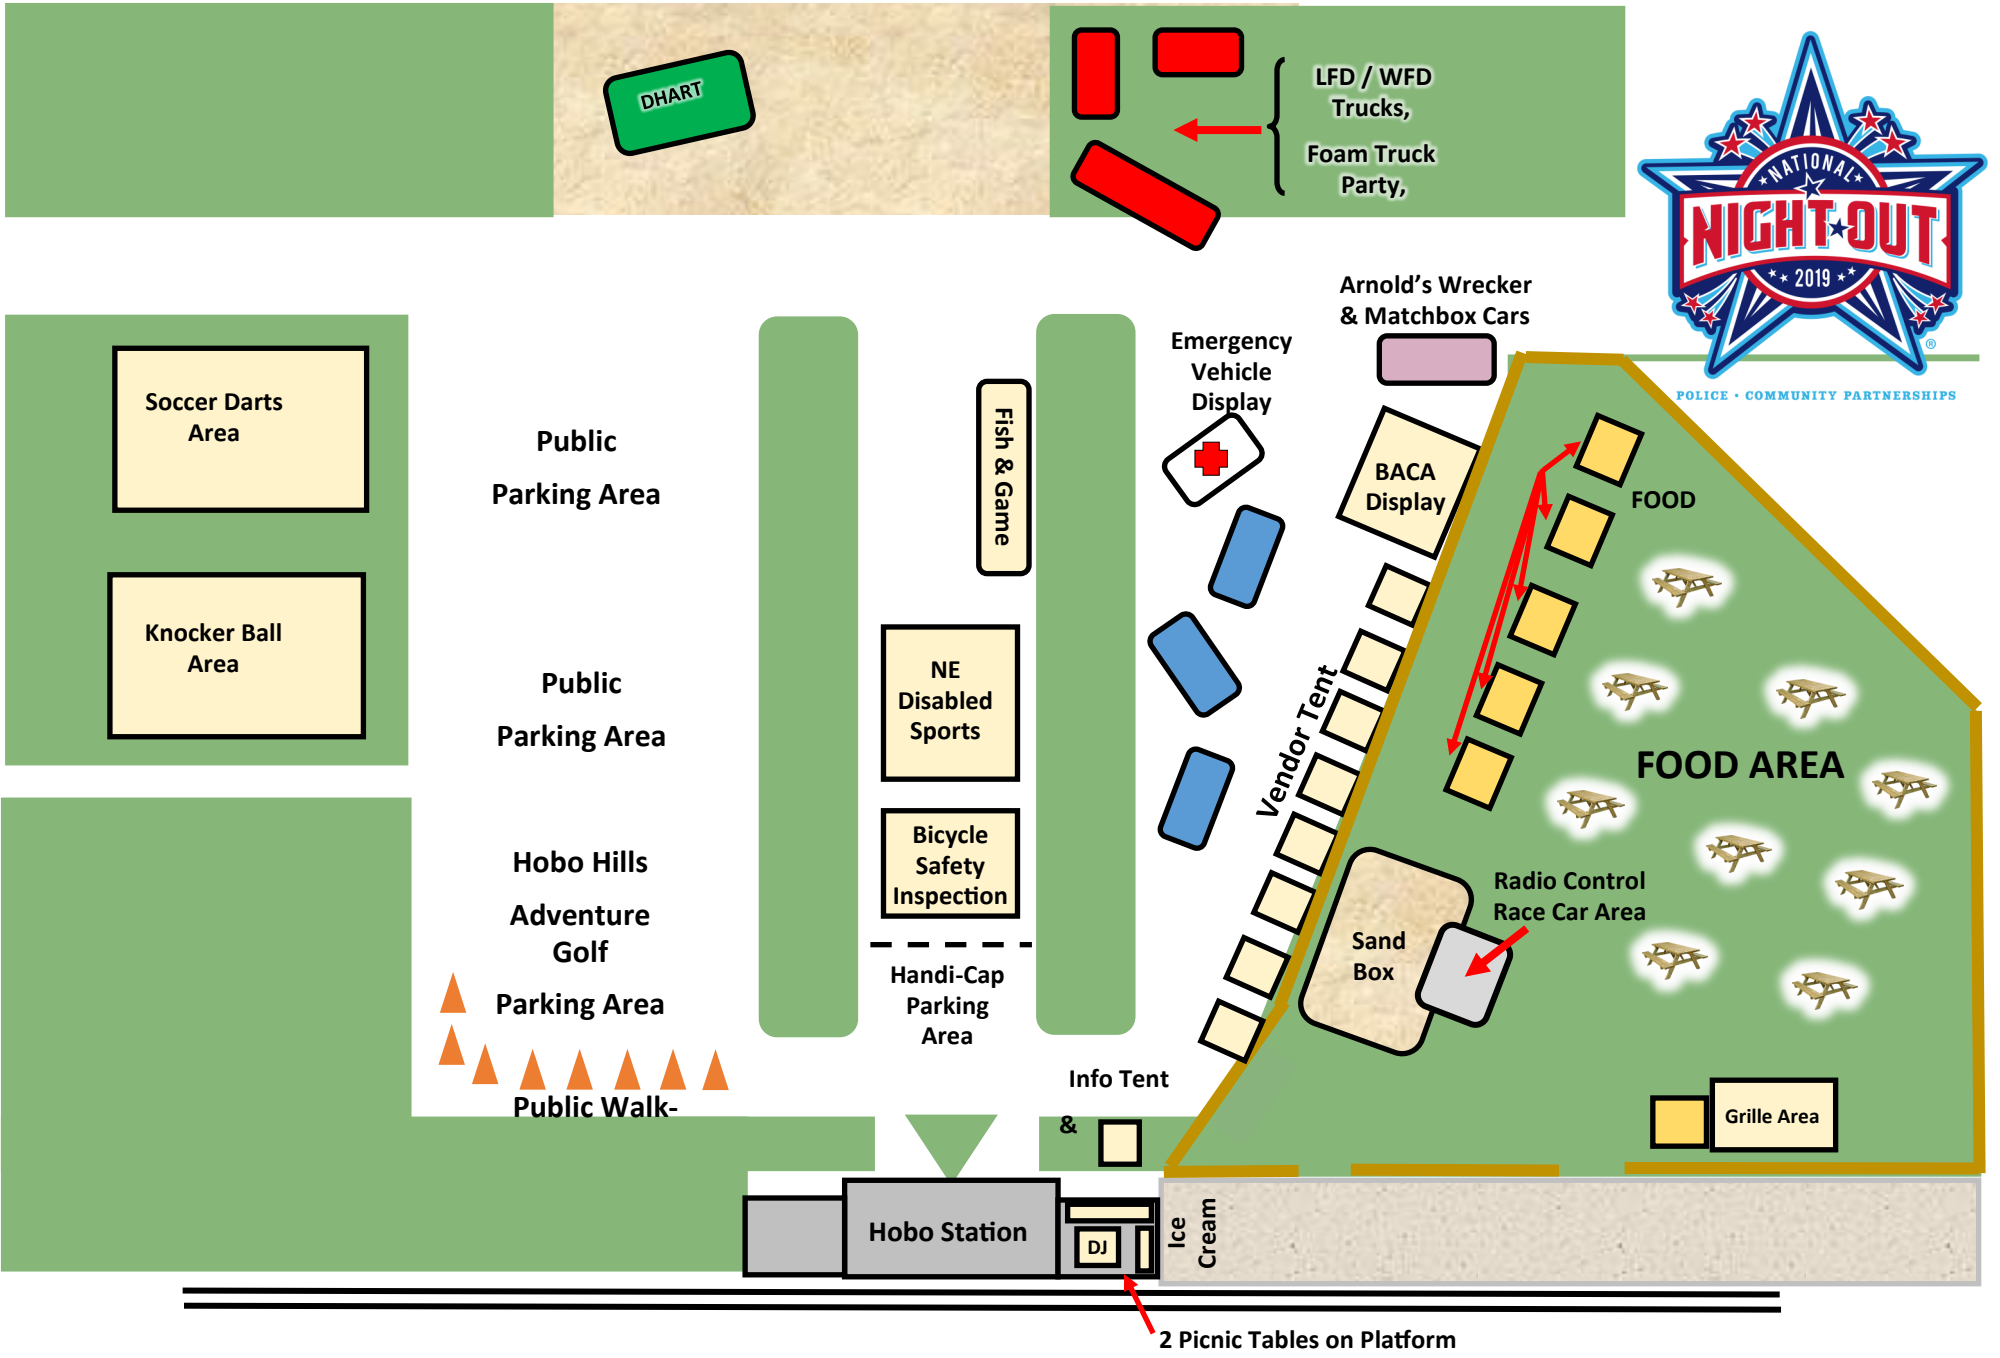 DHART
LFD / WFD
Trucks,
Foam Truck
Party,
NATIONAL
NIGHT OUT
2019
®
POLICE • COMMUNITY PARTNERSHIPS
Arnold's Wrecker
& Matchbox Cars
Emergency
Vehicle
Display
Soccer Darts
Area
Public
Parking Area
Fish & Game
BACA
Display
FOOD
Knocker Ball
Area
Public
Parking Area
NE
Disabled
Sports
Vendor Tent
FOOD AREA
Hobo Hills
Adventure
Golf
Parking Area
Bicycle
Safety
Inspection
Radio Control
Race Car Area
Sand
Box
Handi-Cap
Parking
Area
Info Tent
&
Public Walk-
Grille Area
Hobo Station
DJ
Ice
Cream
2 Picnic Tables on Platform